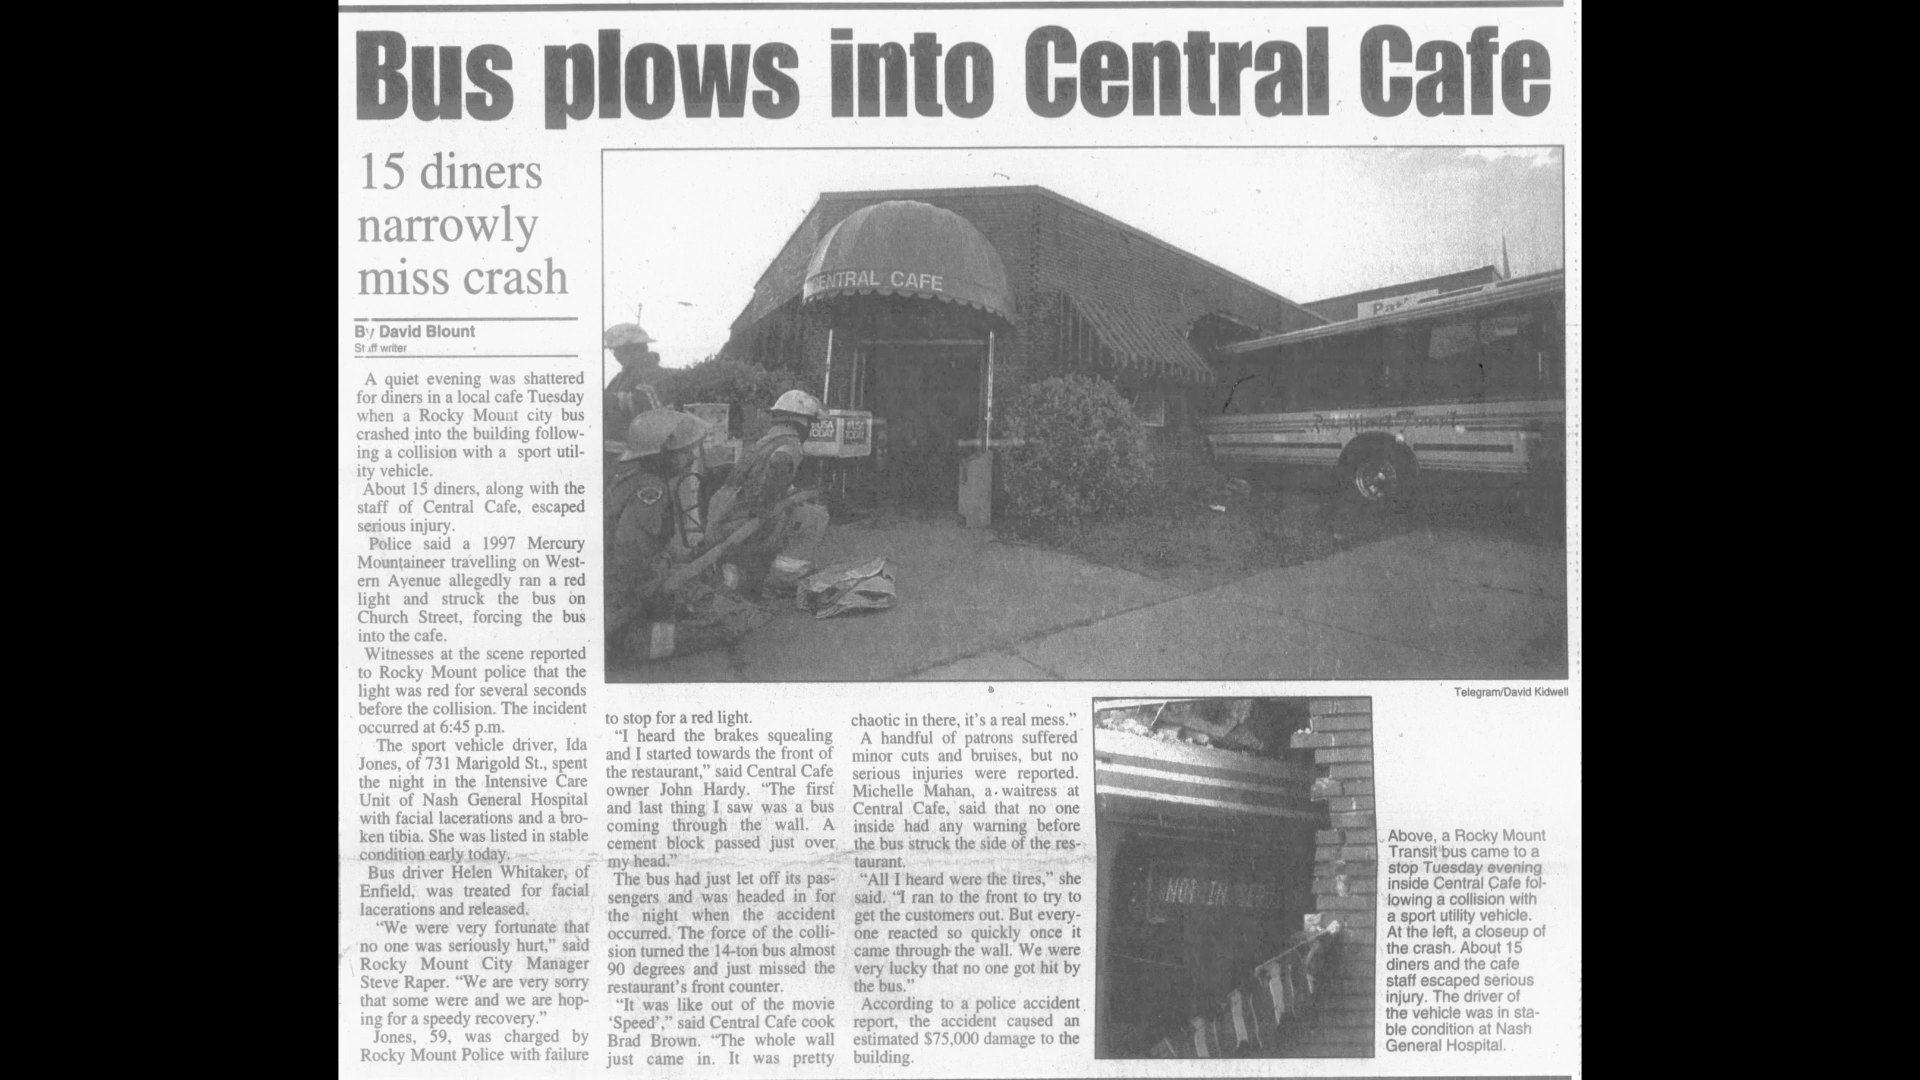 Bus plows into Central Cafe
15 diners
narrowly
miss crash
By David Blount
Staff writer
A quiet evening was shattered
for diners in a local cafe Tuesday
when a Rocky Mount city bus
crashed into the building follow-
ing a collision with a sport util-
ity vehicle.
About 15 diners, along with the
staff of Central Cafe, escaped
serious injury.
Police said a 1997 Mercury
Mountaineer travelling on West-
ern Avenue allegedly ran a red
light and struck the bus on
Church Street, forcing the bus
into the cafe.
Witnesses at the scene reported
to Rocky Mount police that the
light was red for several seconds
before the collision. The incident
occurred at 6:45 p.m.
The sport vehicle driver, Ida
Jones, of 731 Marigold St., spent
the night in the Intensive Care
Unit of Nash General Hospital
with facial lacerations and a bro-
ken tibia. She was listed in stable
condition early today.
Bus driver Helen Whitaker, of
Enfield, was treated for facial
lacerations and released.
“We were very fortunate that
no one was seriously hurt,” said
Rocky Mount City Manager
Steve Raper. “We are very sorry
that some were and we are hop-
ing for a speedy recovery.”
Jones, 59, was charged by
Rocky Mount Police with failure
CENTRAL CAFE
USA
TODAY
USA
TODAY
Rocky Mount Transit
Telegram/David Kidwell
to stop for a red light.
“I heard the brakes squealing
and I started towards the front of
the restaurant,” said Central Cafe
owner John Hardy. “The first
and last thing I saw was a bus
coming through the wall. A
cement block passed just over
my head.”
The bus had just let off its pas-
sengers and was headed in for
the night when the accident
occurred. The force of the colli-
sion turned the 14-ton bus almost
90 degrees and just missed the
restaurant's front counter.
“It was like out of the movie
‘Speed’,” said Central Cafe cook
Brad Brown. “The whole wall
just came in. It was pretty
chaotic in there, it's a real mess.”
A handful of patrons suffered
minor cuts and bruises, but no
serious injuries were reported.
Michelle Mahan, a waitress at
Central Cafe, said that no one
inside had any warning before
the bus struck the side of the res-
taurant.
“All I heard were the tires,” she
said. “I ran to the front to try to
get the customers out. But every-
one reacted so quickly once it
came through the wall. We were
very lucky that no one got hit by
the bus.”
According to a police accident
report, the accident caused an
estimated $75,000 damage to the
building.
NOT IN
Above, a Rocky Mount
Transit bus came to a
stop Tuesday evening
inside Central Cafe fol-
lowing a collision with
a sport utility vehicle.
At the left, a closeup of
the crash. About 15
diners and the cafe
staff escaped serious
injury. The driver of
the vehicle was in sta-
ble condition at Nash
General Hospital.